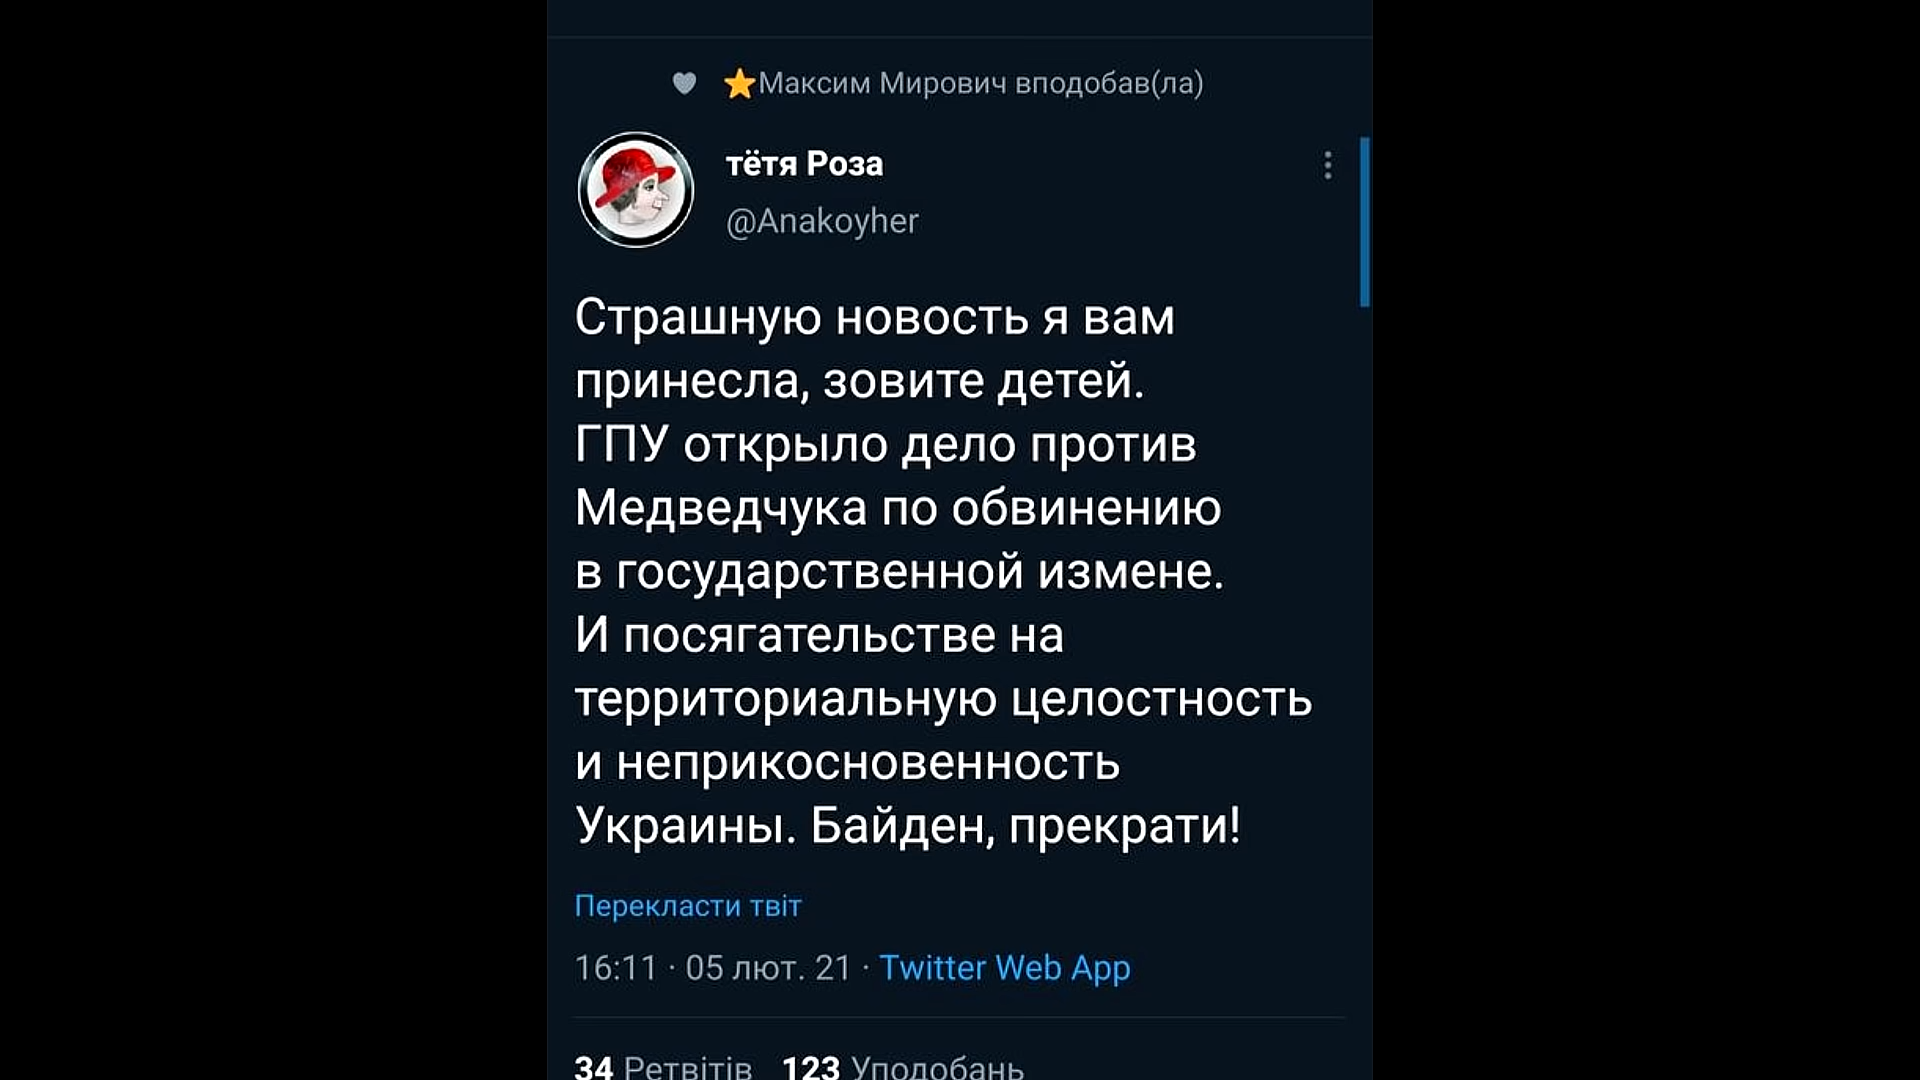 Максим Мирович вподобав(ла)
тётя Роза
@Anakoyher
Страшную новость я вам
принесла, зовите детей.
ГПУ открыло дело против
Медведчука по обвинению
в государственной измене.
И посягательстве на
территориальную целостность
и неприкосновенность
Украины. Байден, прекрати!
Перекласти твіт
16:11 · 05 лют. 21 · Twitter Web App
34 Ретвітів 123 Уподобань